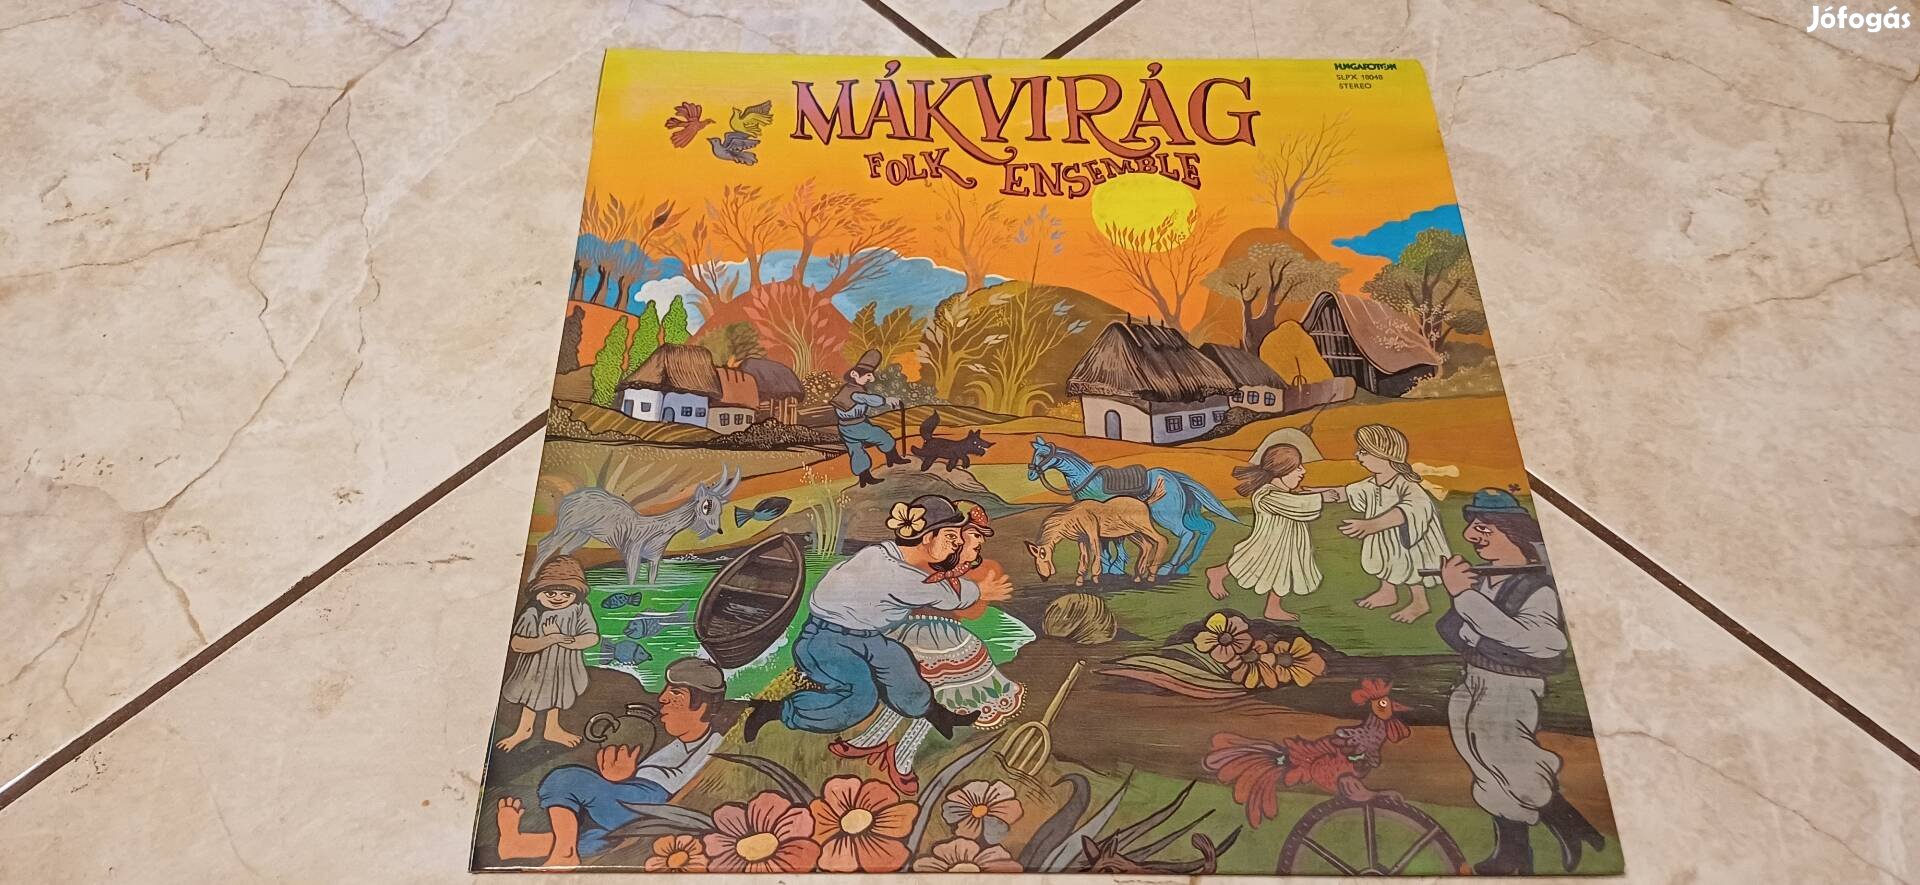 Jófogás
MÁKVIRÁG
FOLK ENSEMBLE
HUNGAROTON
SLPX 18048
STEREO